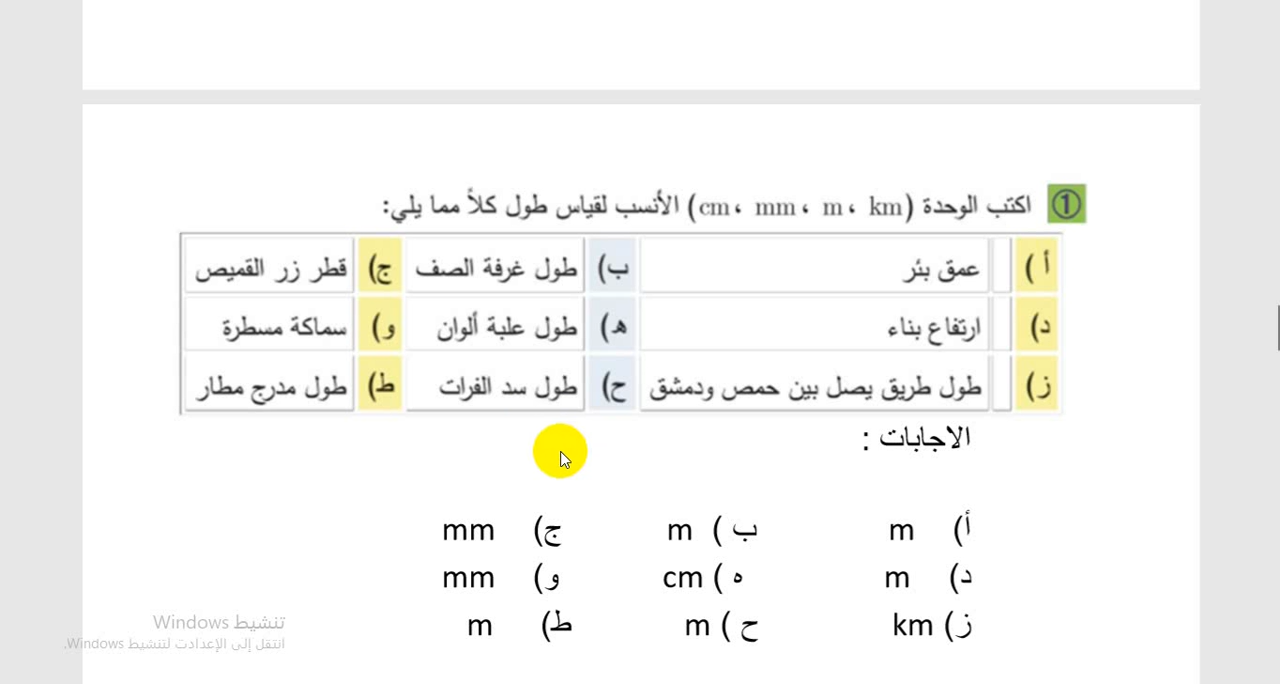 ① اكتب الوحدة (cm، mm، m، km) الأنسب لقياس طول كلاً مما يلي:
أ ) عمق بئر ب) طول غرفة الصف ج) قطر زر القميص
د) ارتفاع بناء هـ) طول علبة ألوان و) سماكة مسطرة
ز) طول طريق يصل بين حمص ودمشق ح) طول سد الفرات ط) طول مدرج مطار
الاجابات :
أ) m ب ) m ج) mm
د) m ه ) cm و) mm
ز) km ح ) m ط) m
تنشيط Windows
انتقل إلى الإعدادت لتنشيط Windows.